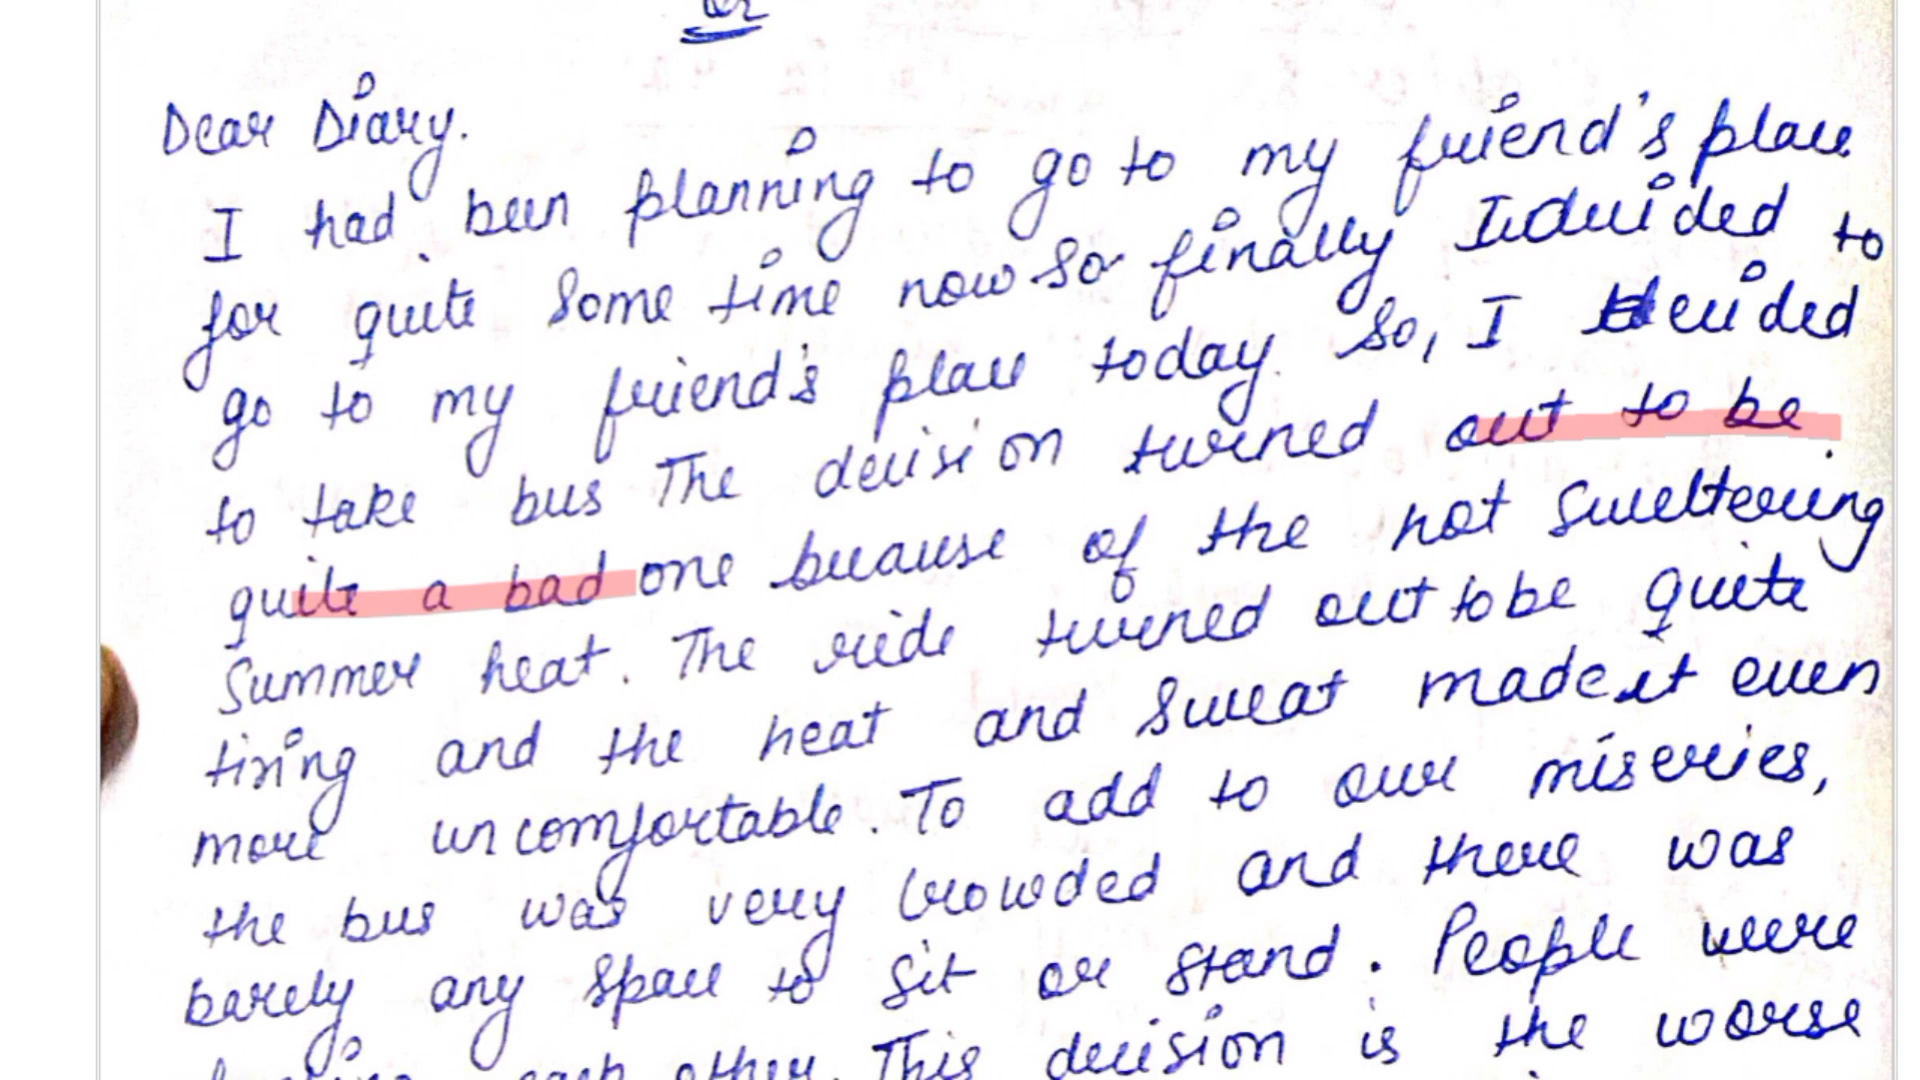 or
Dear Diary.
I had been planning to go to my friend's place
for quite some time now so finally I decided to
go to my friend's place today. So, I decided
to take bus The decision turned out to be
quite a bad one because of the hot sweltering
Summer heat. The ride turned out to be quite
tiring and the heat and sweat made it even
more uncomfortable. To add to our miseries,
the bus was very crowded and there was
barely any space to sit or stand. People were
each other. This decision is the worse